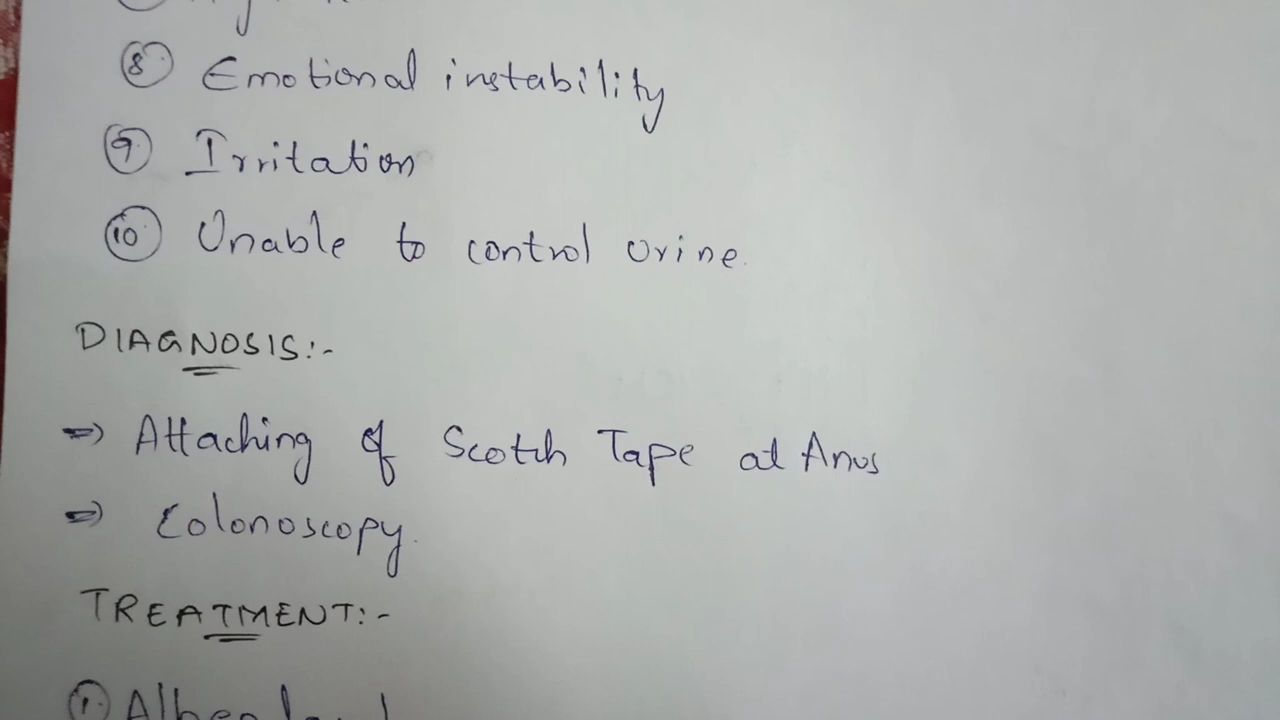 8 Emotional instability
9 Irritation
10 Unable to control urine.
DIAGNOSIS:-
⇒ Attaching of Scotch Tape at Anus
⇒ Colonoscopy.
TREATMENT:-